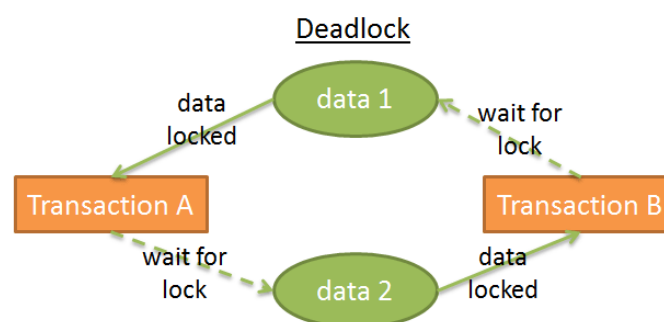 Deadlock
data 1
data
locked
wait for
lock
Transaction A
Transaction B
wait for
lock
data 2
data
locked